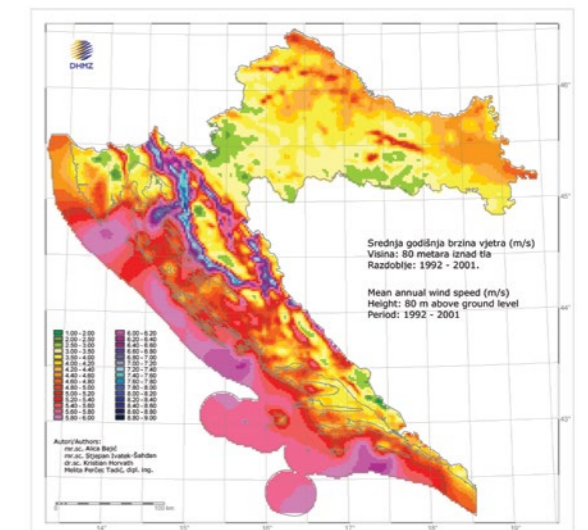 DHMZ
Srednja godišnja brzina vjetra (m/s)
Visina: 80 metara iznad tla
Razdoblje: 1992 - 2001.
Mean annual wind speed (m/s)
Height: 80 m above ground level
Period: 1992 - 2001
1.00 - 2.00
2.00 - 2.50
2.50 - 3.00
3.00 - 3.50
3.50 - 4.00
4.00 - 4.20
4.20 - 4.40
4.40 - 4.60
4.60 - 4.80
4.80 - 5.00
5.00 - 5.20
5.20 - 5.40
5.40 - 5.60
5.60 - 5.80
5.80 - 6.00
6.00 - 6.20
6.20 - 6.40
6.40 - 6.60
6.60 - 6.80
6.80 - 7.00
7.00 - 7.20
7.20 - 7.40
7.40 - 7.60
7.60 - 7.80
7.80 - 8.00
8.00 - 8.20
8.20 - 8.40
8.40 - 8.60
8.60 - 8.80
8.80 - 9.00
Autori/Authors:
mr.sc. Alica Bajić
mr.sc. Stjepan Ivatek-Šahdan
dr.sc. Kristian Horvath
Melita Perčec Tadić, dipl. ing.
100 km
46°
45°
44°
43°
14° 15° 16° 17° 18° 19°